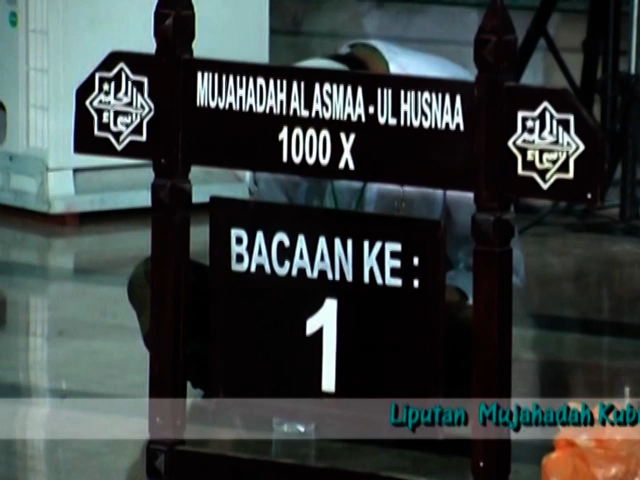 MUJAHADAH AL ASMAA - UL HUSNAA
1000 X
BACAAN KE :
1
Liputan Mujahadah Kub